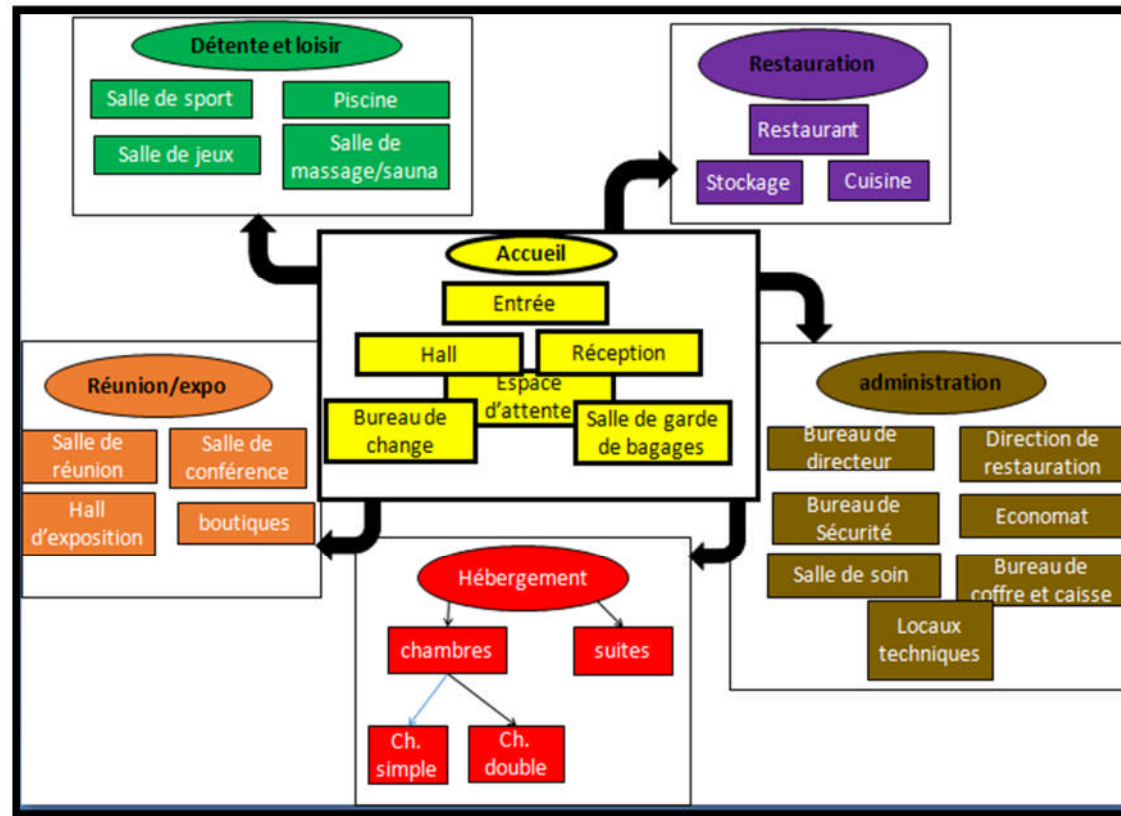 Détente et loisir
Salle de sport
Piscine
Salle de jeux
Salle de
massage/sauna
Restauration
Restaurant
Stockage
Cuisine
Accueil
Entrée
Hall
Réception
Espace
d'attente
Bureau de
change
Salle de garde
de bagages
Réunion/expo
Salle de
réunion
Salle de
conférence
Hall
d'exposition
boutiques
administration
Bureau de
directeur
Direction de
restauration
Bureau de
Sécurité
Economat
Salle de soin
Bureau de
coffre et caisse
Locaux
techniques
Hébergement
chambres
suites
Ch.
simple
Ch.
double